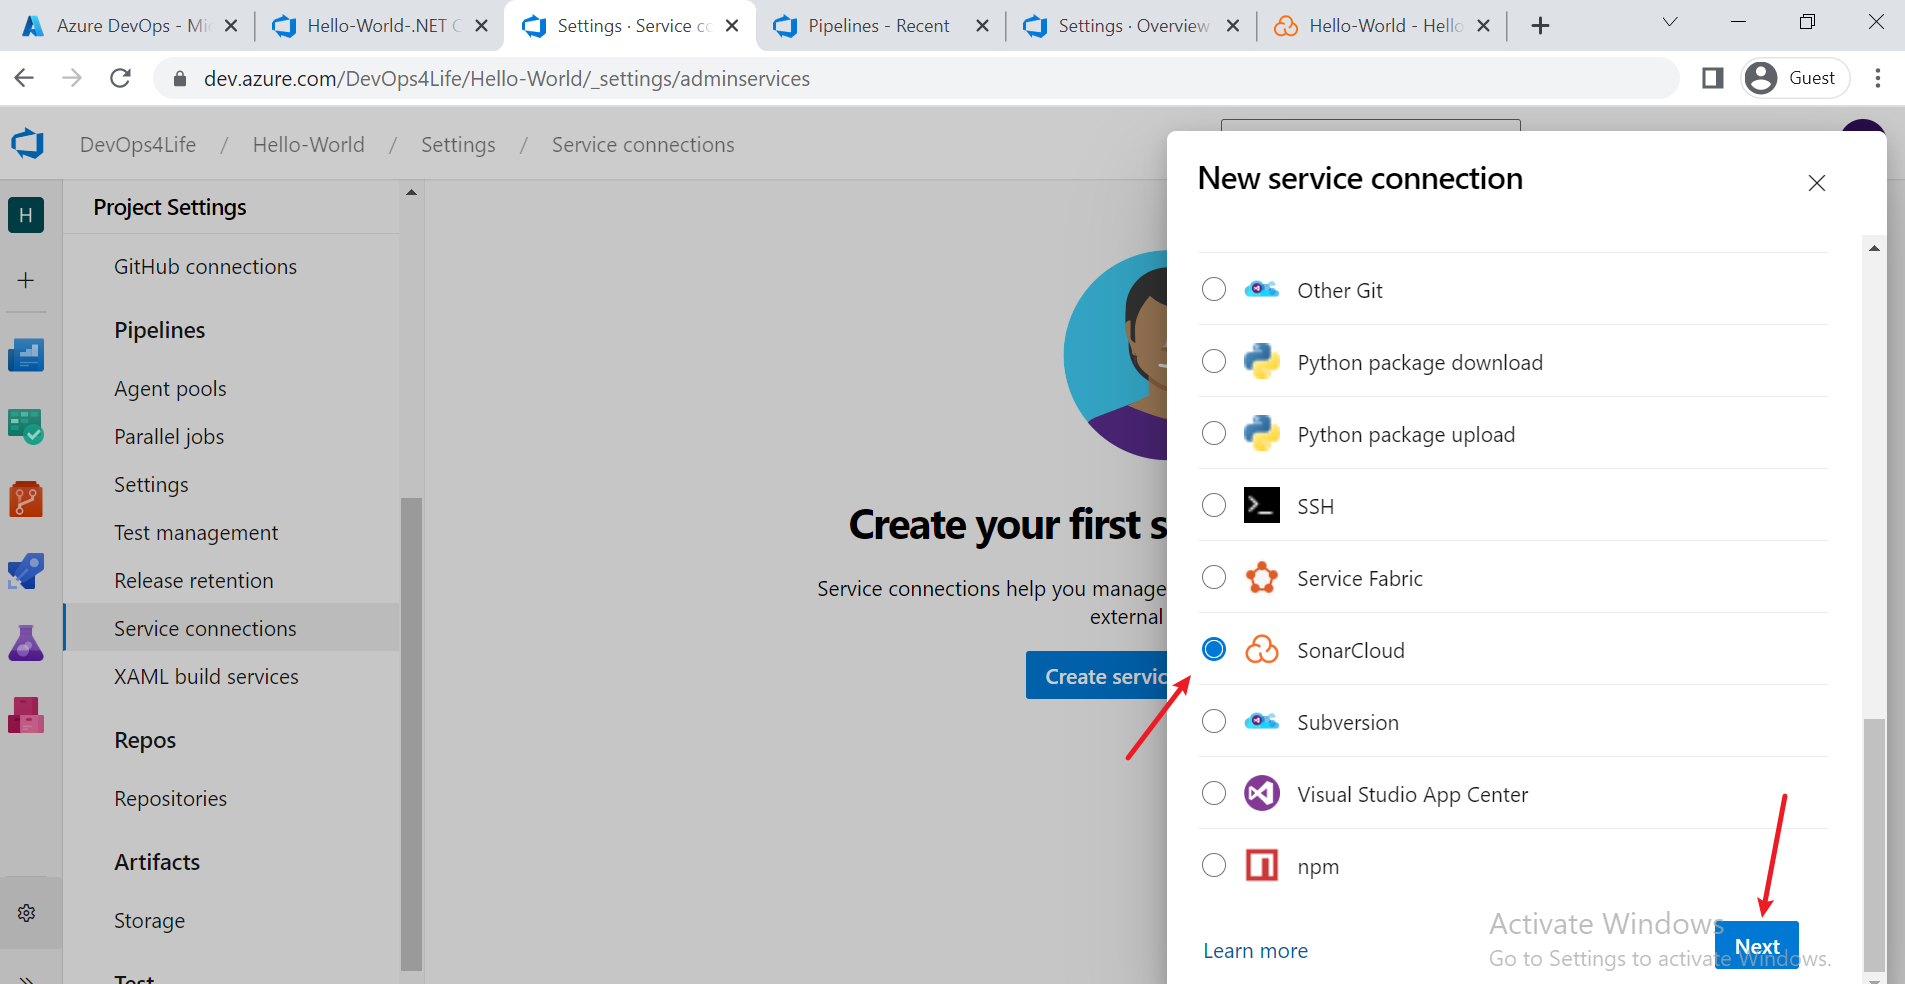 Azure DevOps - Mic
Hello-World-.NET C
Settings · Service co
Pipelines - Recent
Settings · Overview
Hello-World - Hello
dev.azure.com/DevOps4Life/Hello-World/_settings/adminservices
Guest
DevOps4Life / Hello-World / Settings / Service connections
H
Project Settings
GitHub connections
Pipelines
Agent pools
Parallel jobs
Settings
Test management
Release retention
Service connections
XAML build services
Repos
Repositories
Artifacts
Storage
Test
Create your first s
Service connections help you manage
external
Create servic
New service connection
Other Git
Python package download
Python package upload
SSH
Service Fabric
SonarCloud
Subversion
Visual Studio App Center
npm
Learn more
Next
Activate Windows
Go to Settings to activate Windows.